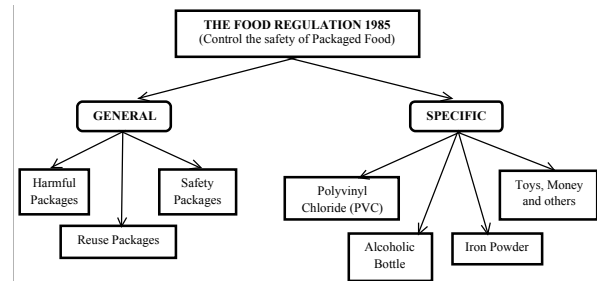 THE FOOD REGULATION 1985
(Control the safety of Packaged Food)
GENERAL
SPECIFIC
Harmful
Packages
Safety
Packages
Reuse Packages
Polyvinyl
Chloride (PVC)
Toys, Money
and others
Alcoholic
Bottle
Iron Powder